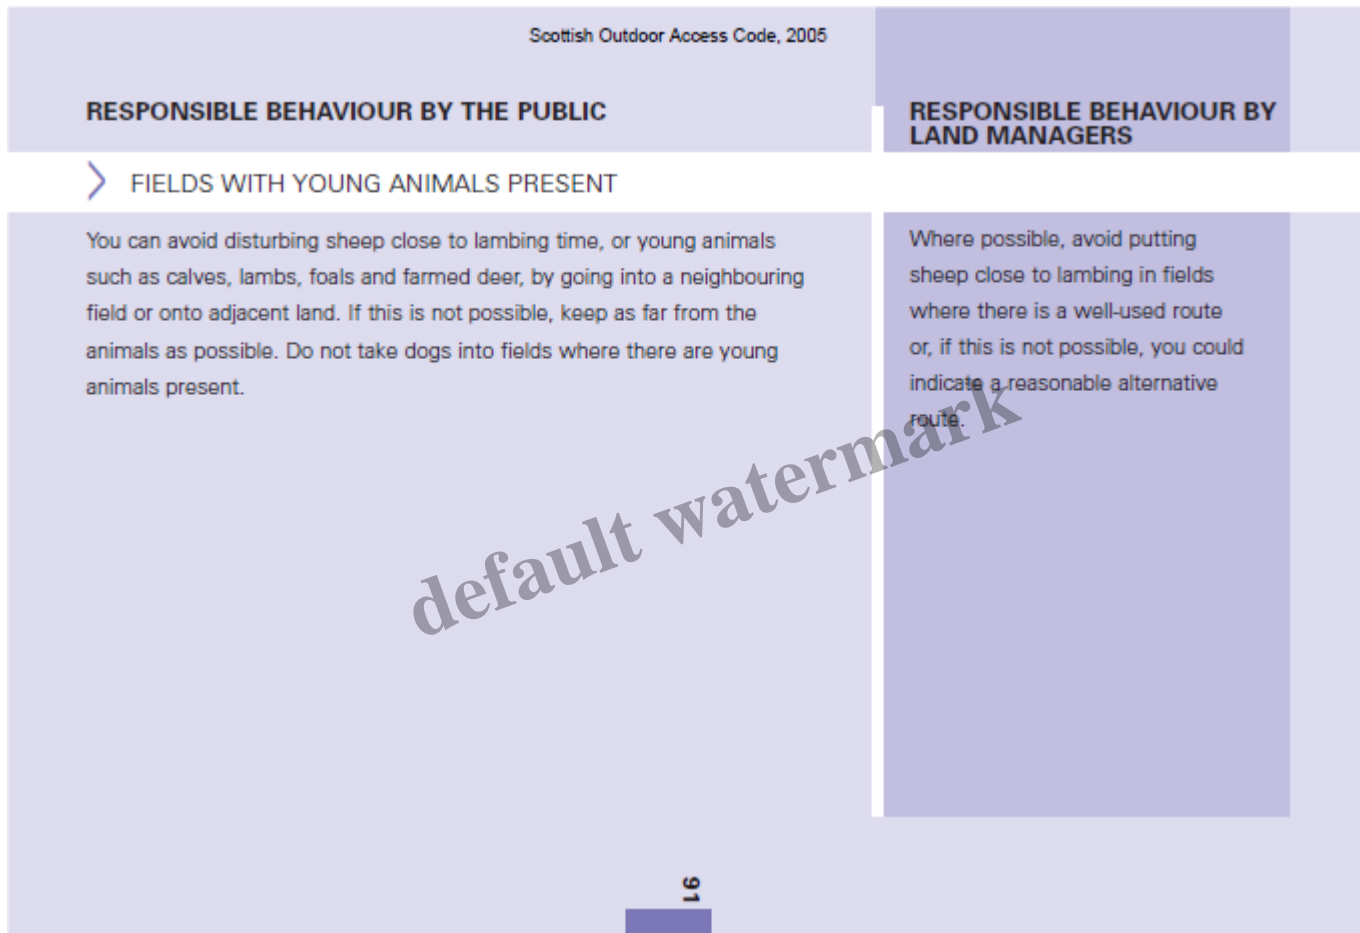 Scottish Outdoor Access Code, 2005
RESPONSIBLE BEHAVIOUR BY THE PUBLIC
RESPONSIBLE BEHAVIOUR BY
LAND MANAGERS
FIELDS WITH YOUNG ANIMALS PRESENT
You can avoid disturbing sheep close to lambing time, or young animals
such as calves, lambs, foals and farmed deer, by going into a neighbouring
field or onto adjacent land. If this is not possible, keep as far from the
animals as possible. Do not take dogs into fields where there are young
animals present.
Where possible, avoid putting
sheep close to lambing in fields
where there is a well-used route
or, if this is not possible, you could
indicate a reasonable alternative
route.
default watermark
91